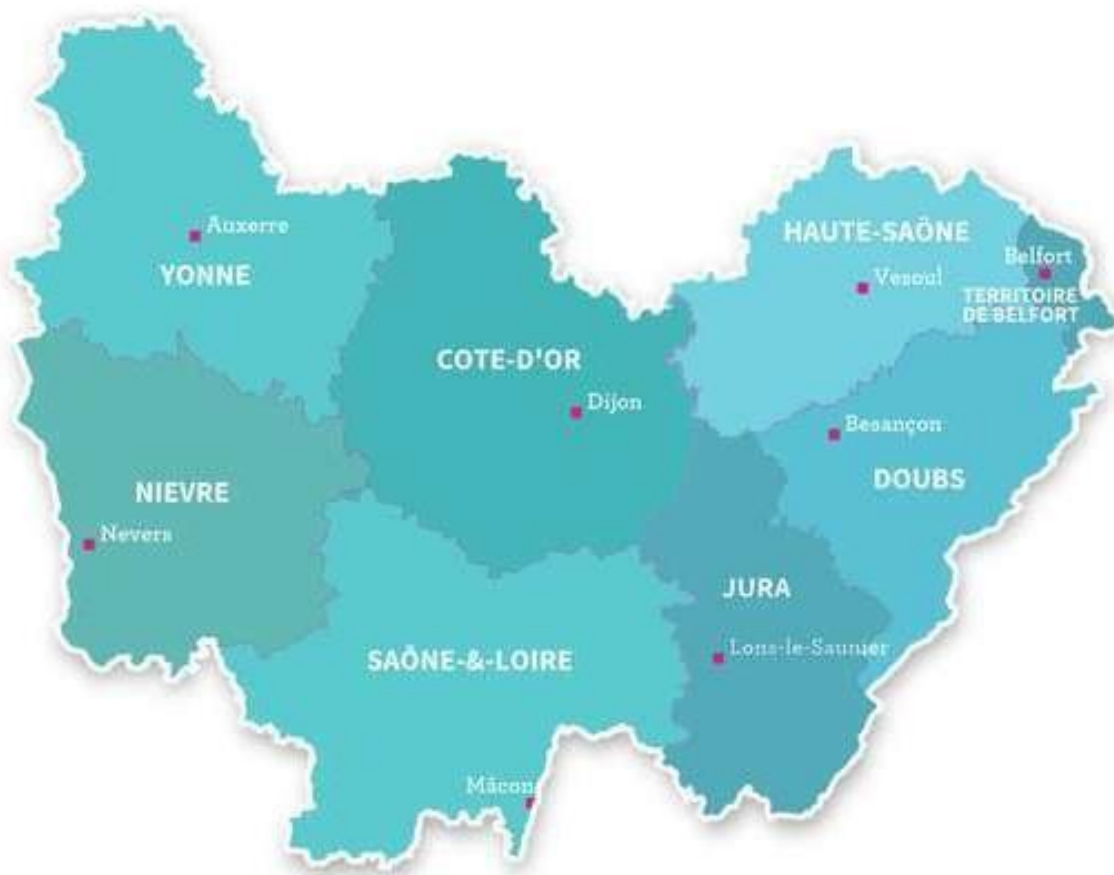 Auxerre
YONNE
HAUTE-SAÔNE
Belfort
Vesoul
TERRITOIRE
DE BELFORT
COTE-D'OR
Dijon
Besançon
DOUBS
NIEVRE
Nevers
JURA
Lons-le-Saunier
SAÔNE-&-LOIRE
Mâcon